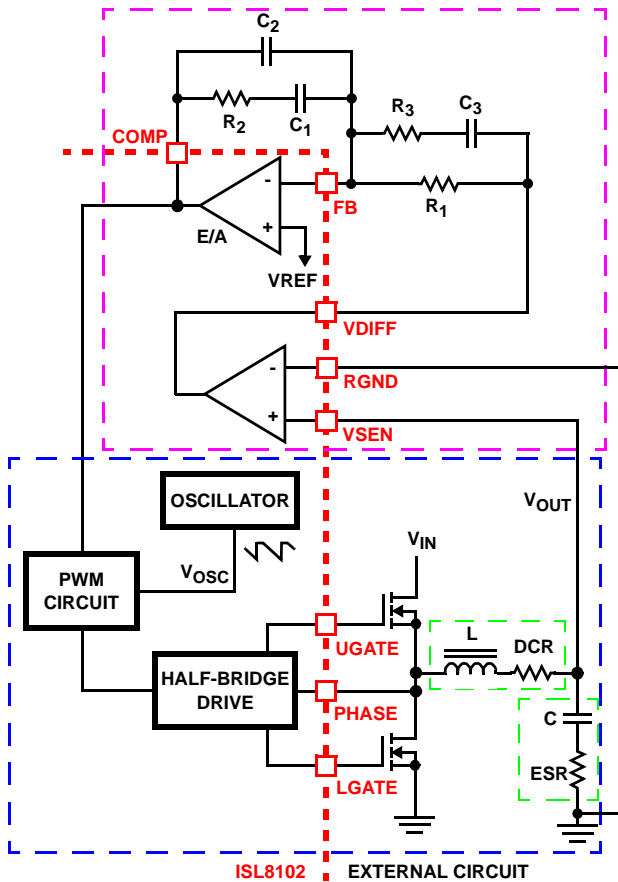 C2
R2
C1
R3
C3
COMP
-
FB
R1
E/A
+
VREF
VDIFF
-
RGND
+
VSEN
OSCILLATOR
VOUT
VIN
PWM
CIRCUIT
VOSC
UGATE
L
DCR
HALF-BRIDGE
DRIVE
PHASE
C
ESR
LGATE
ISL8102
EXTERNAL CIRCUIT